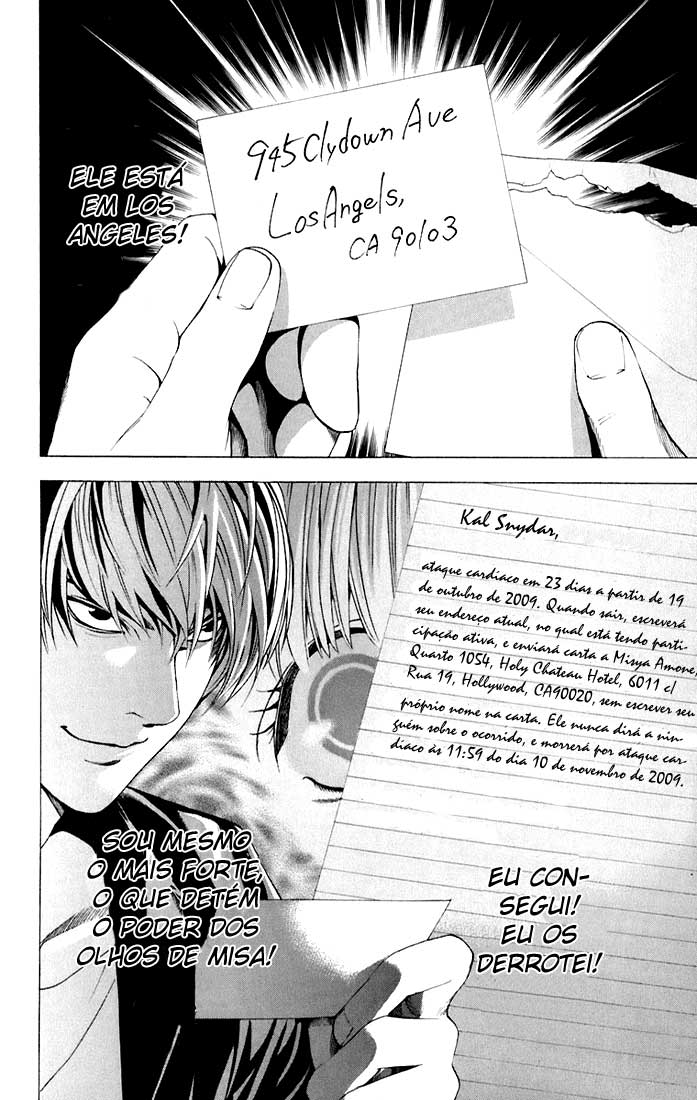 945 Clydown Ave
Los Angels,
CA 90103
ELE ESTÁ
EM LOS
ANGELES!
Kal Snydar,
ataque cardíaco em 23 dias a partir de 19
de outubro de 2009. Quando sair, escreverá
seu endereço atual, no qual está tendo parti-
cipação ativa, e enviará carta a Misya Amone,
Quarto 1054, Holy Chateau Hotel, 6011 c/
Rua 19, Hollywood, CA90020, sem escrever seu
próprio nome na carta. Ele nunca dirá a nin-
guém sobre o ocorrido, e morrerá por ataque car-
díaco às 11:59 do dia 10 de novembro de 2009.
EU CON-
SEGUI!
EU OS
DERROTEI!
SOU MESMO
O MAIS FORTE,
O QUE DETÉM
O PODER DOS
OLHOS DE MISA!